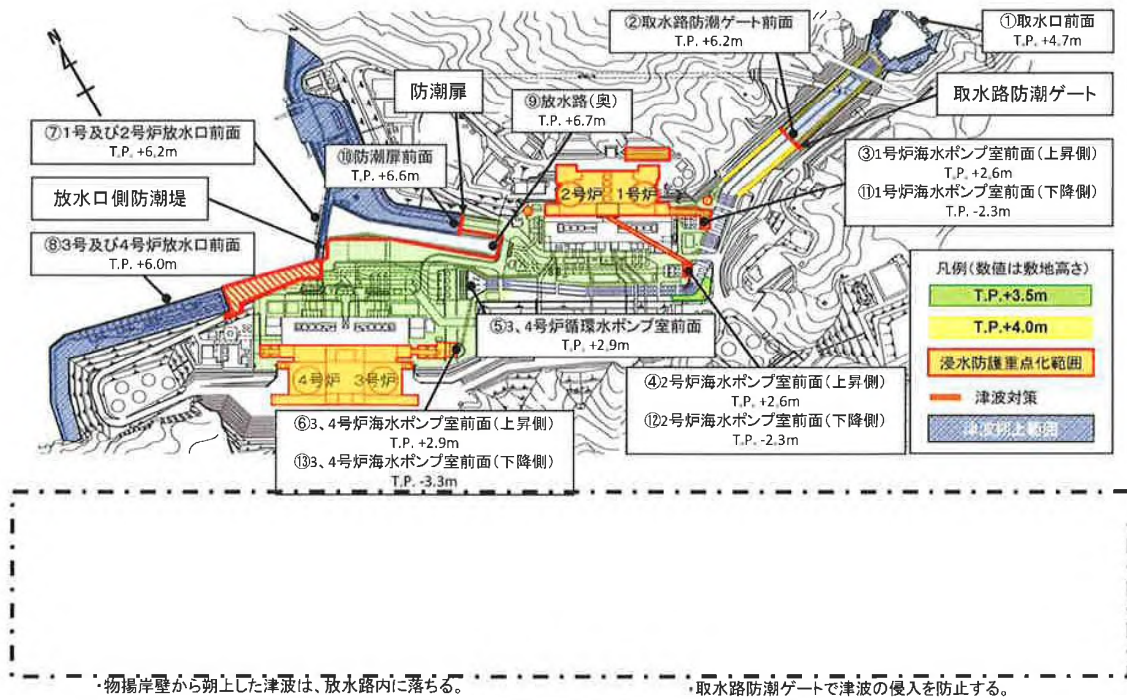 N
②取水路防潮ゲート前面
T.P. +6.2m
①取水口前面
T.P. +4.7m
防潮扉
⑨放水路(奥)
T.P. +6.7m
取水路防潮ゲート
⑦1号及び2号炉放水口前面
T.P. +6.2m
⑩防潮扉前面
T.P. +6.6m
③1号炉海水ポンプ室前面(上昇側)
T.P. +2.6m
⑪1号炉海水ポンプ室前面(下降側)
T.P. -2.3m
2号炉
1号炉
放水口側防潮堤
⑧3号及び4号炉放水口前面
T.P. +6.0m
凡例(数値は敷地高さ)
T.P.+3.5m
T.P.+4.0m
浸水防護重点化範囲
津波対策
津波朔上範囲
⑤3、4号炉循環水ポンプ室前面
T.P. +2.9m
4号炉
3号炉
④2号炉海水ポンプ室前面(上昇側)
T.P. +2.6m
⑫2号炉海水ポンプ室前面(下降側)
T.P. -2.3m
⑥3、4号炉海水ポンプ室前面(上昇側)
T.P. +2.9m
⑬3、4号炉海水ポンプ室前面(下降側)
T.P. -3.3m
・物揚岸壁から朔上した津波は、放水路内に落ちる。
・取水路防潮ゲートで津波の侵入を防止する。